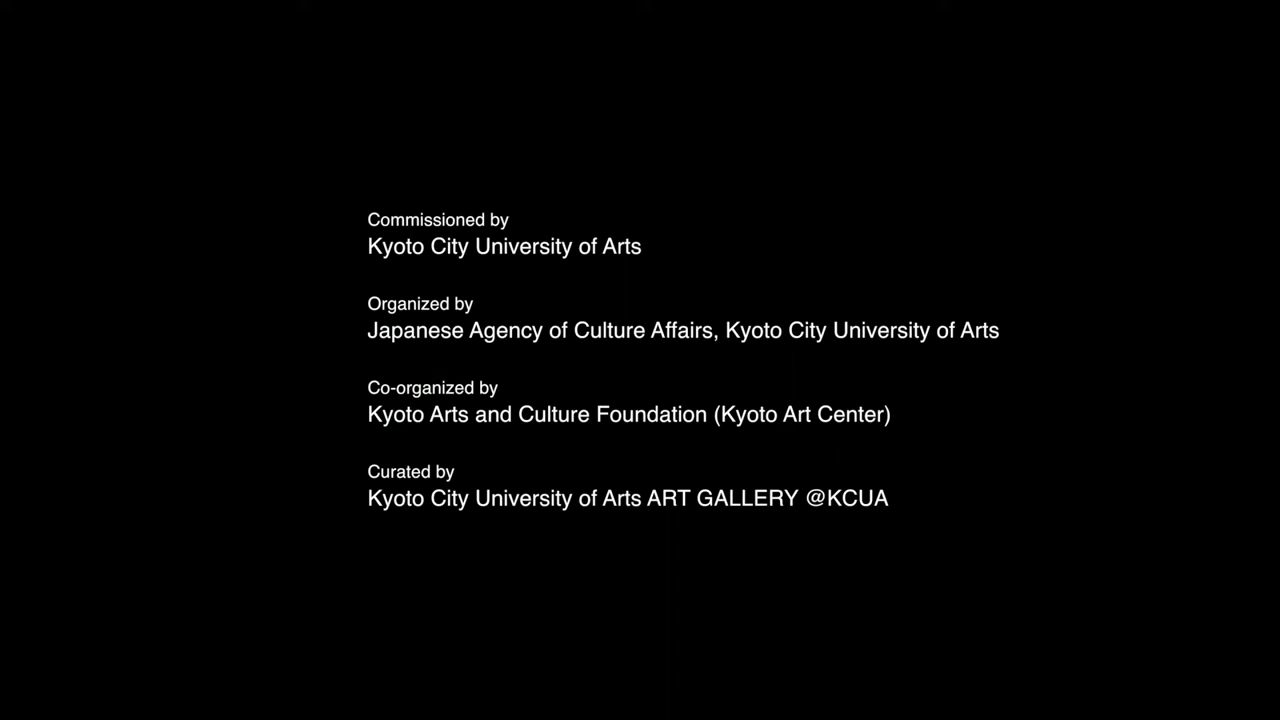 Commissioned by
Kyoto City University of Arts
Organized by
Japanese Agency of Culture Affairs, Kyoto City University of Arts
Co-organized by
Kyoto Arts and Culture Foundation (Kyoto Art Center)
Curated by
Kyoto City University of Arts ART GALLERY @KCUA